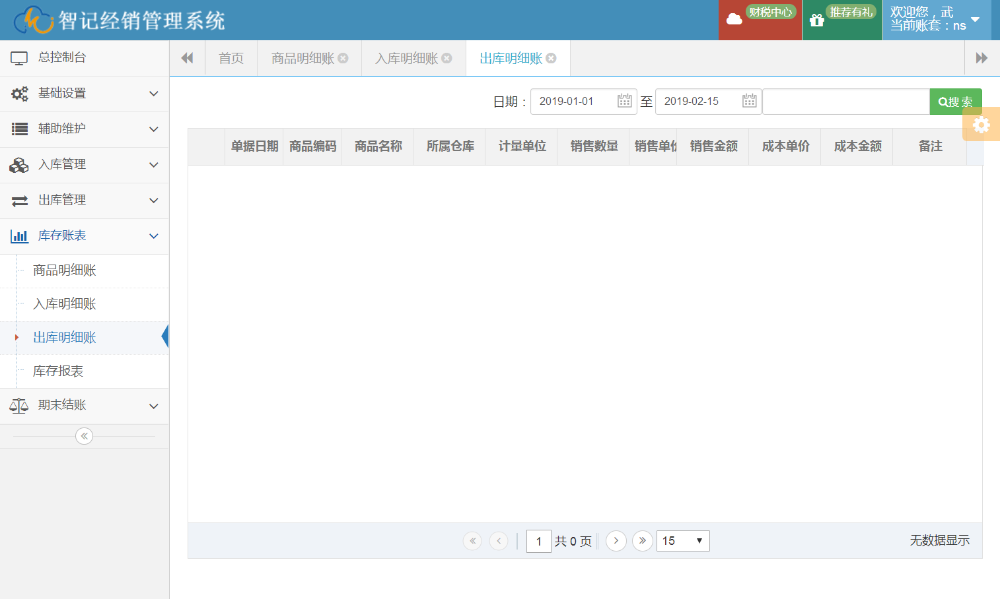 智记经销管理系统
财税中心
推荐有礼
欢迎您，武
当前账套：ns
总控制台
基础设置
辅助维护
入库管理
出库管理
库存账表
商品明细账
入库明细账
出库明细账
库存报表
期末结账
首页
商品明细账
入库明细账
出库明细账
日期：
2019-01-01
至
2019-02-15
搜 索
单据日期
商品编码
商品名称
所属仓库
计量单位
销售数量
销售单价
销售金额
成本单价
成本金额
备注
1 共 0 页
15
无数据显示